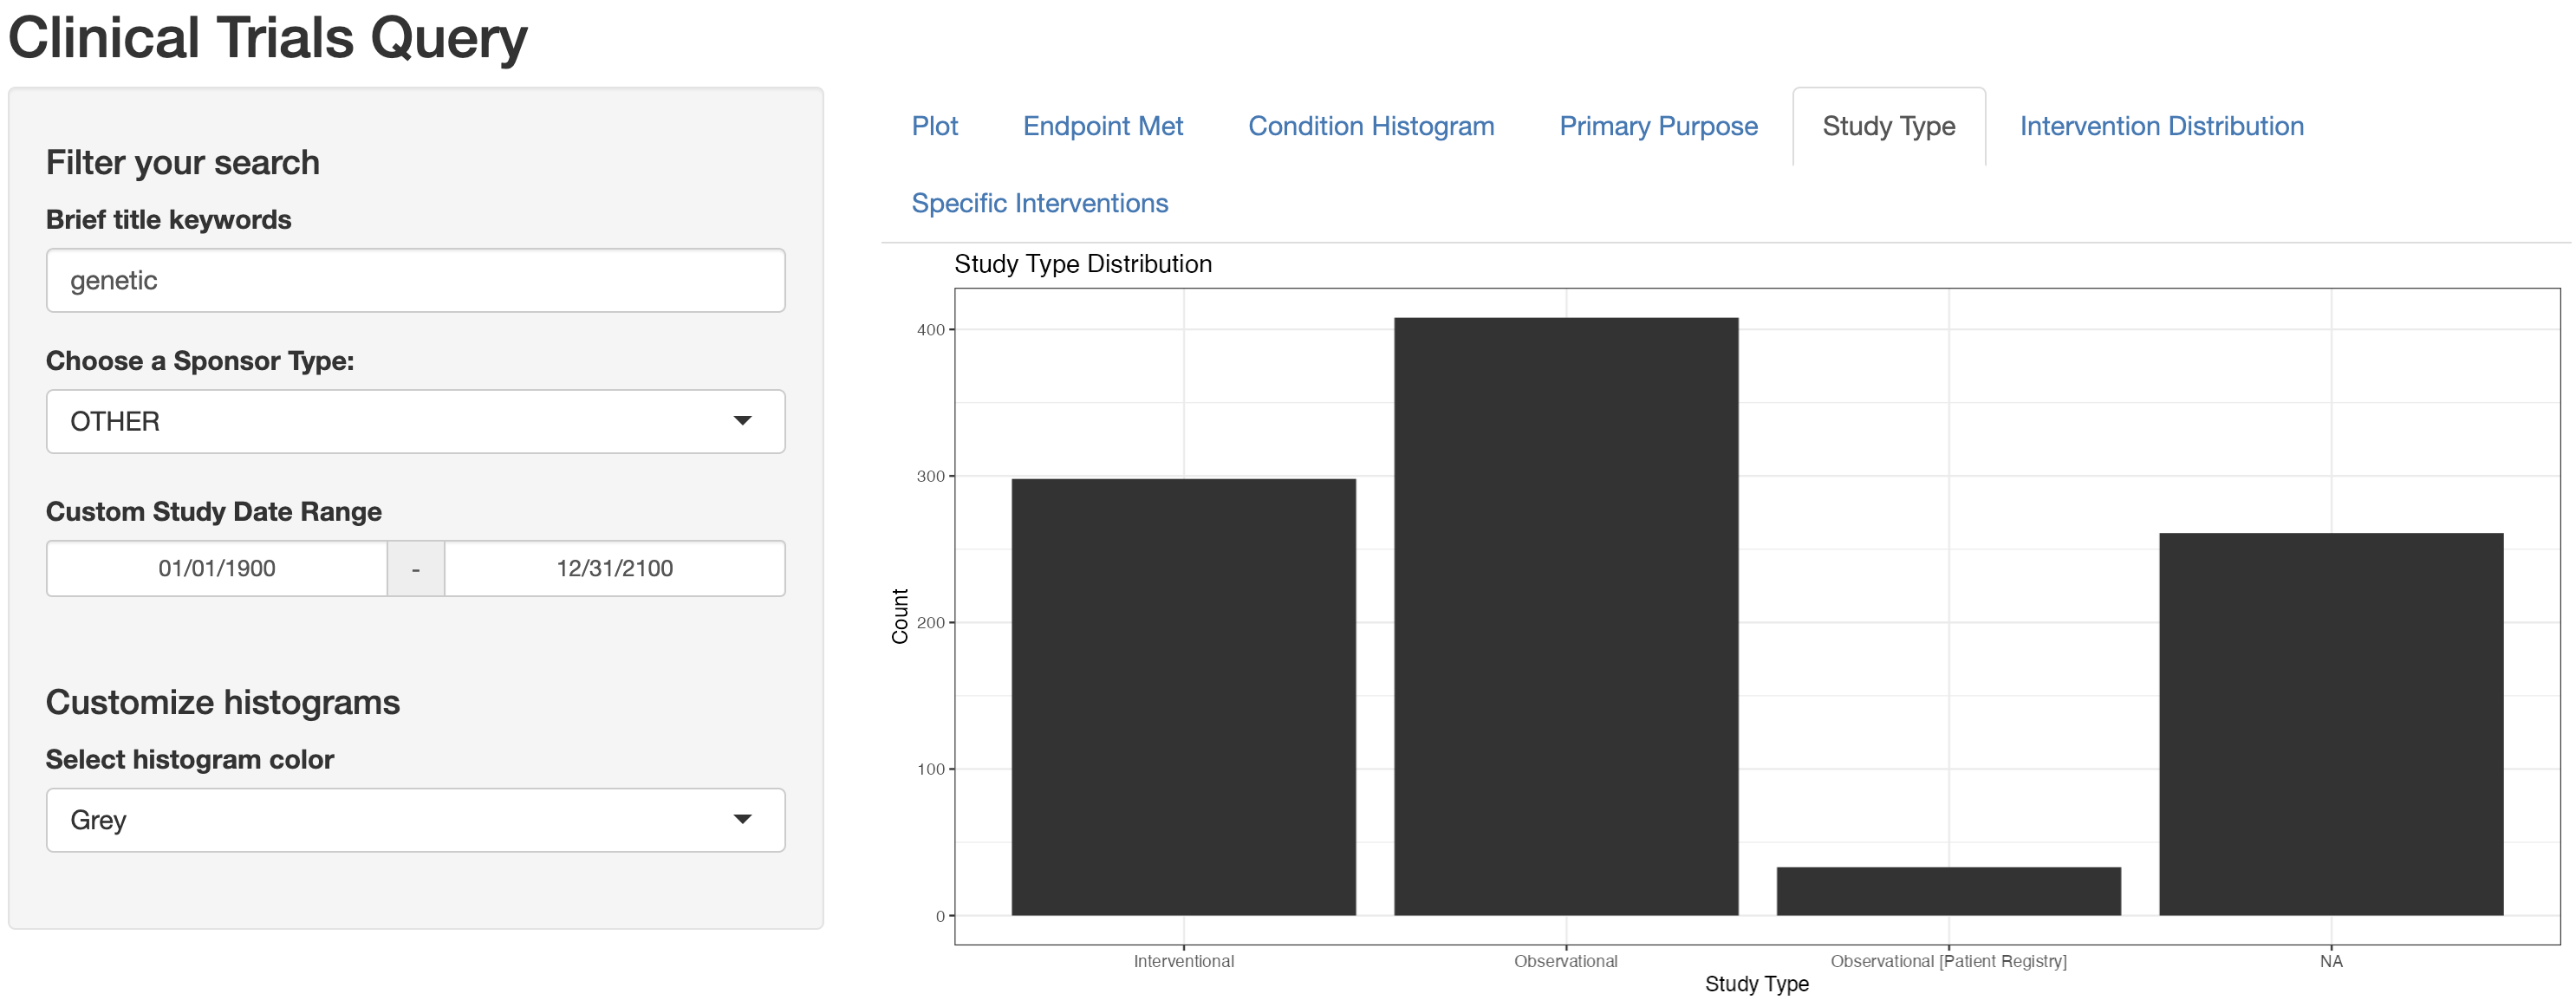 Clinical Trials Query
Filter your search
Brief title keywords
genetic
Choose a Sponsor Type:
OTHER
Custom Study Date Range
01/01/1900 - 12/31/2100
Customize histograms
Select histogram color
Grey
Plot Endpoint Met Condition Histogram Primary Purpose Study Type Intervention Distribution
Specific Interventions
Study Type Distribution
400
300
200
100
0
Count
Interventional Observational Observational [Patient Registry] NA
Study Type